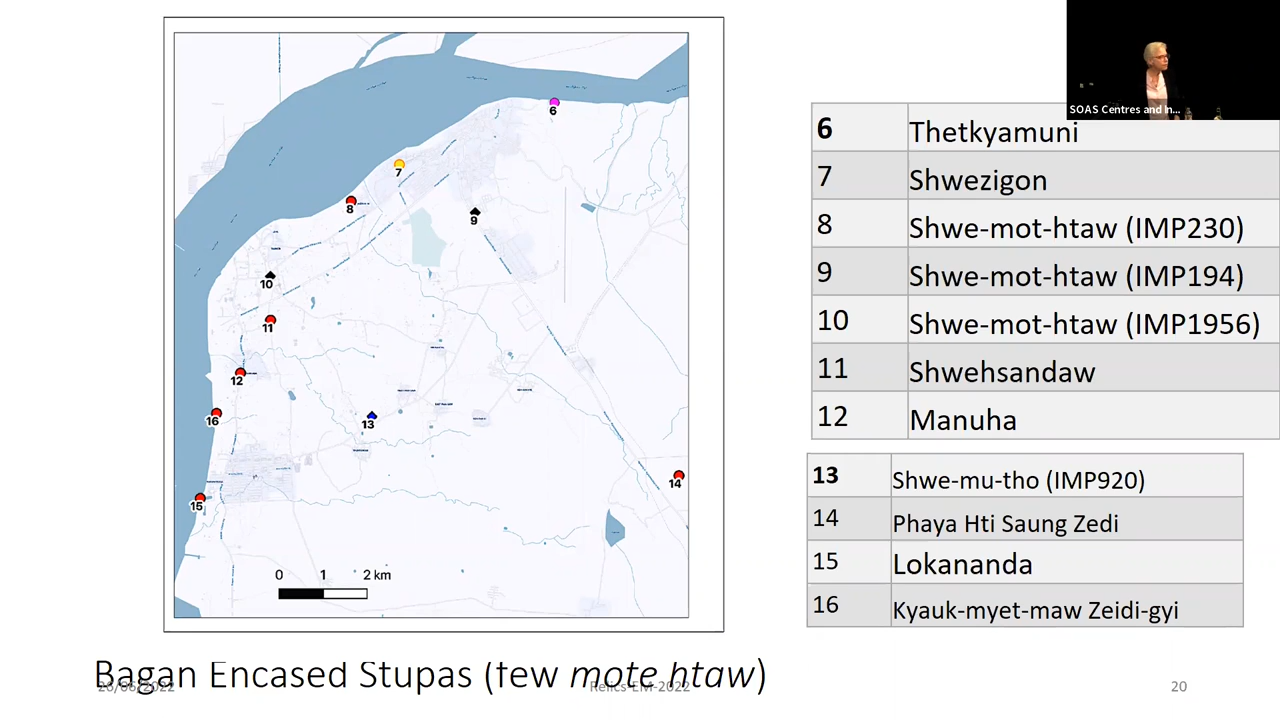 SOAS Centres and In...
6 Thetkyamuni
7 Shwezigon
8 Shwe-mot-htaw (IMP230)
9 Shwe-mot-htaw (IMP194)
10 Shwe-mot-htaw (IMP1956)
11 Shwehsandaw
12 Manuha
13 Shwe-mu-tho (IMP920)
14 Phaya Hti Saung Zedi
15 Lokananda
16 Kyauk-myet-maw Zeidi-gyi
6
7
8
9
10
11
12
16
13
14
15
0 1 2 km
Bagan Encased Stupas (tew mote htaw)
26/06/2022 Relics-EM-2022 20